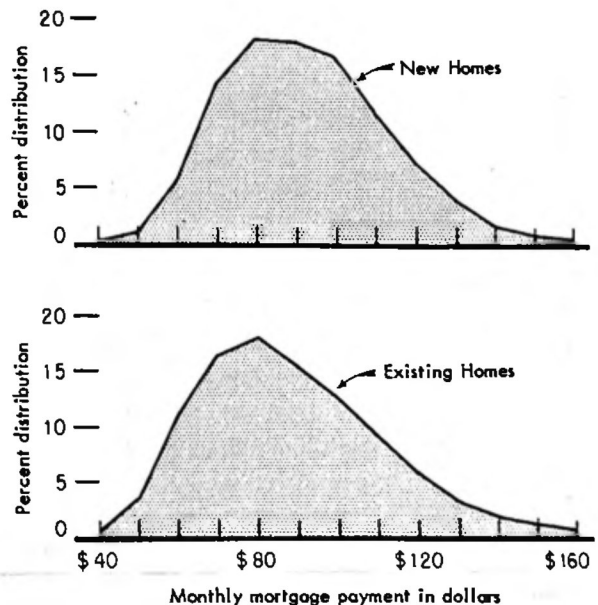 20
15
10
5
0
Percent distribution
New Homes
20
15
10
5
0
Percent distribution
Existing Homes
$40 $80 $120 $160
Monthly mortgage payment in dollars